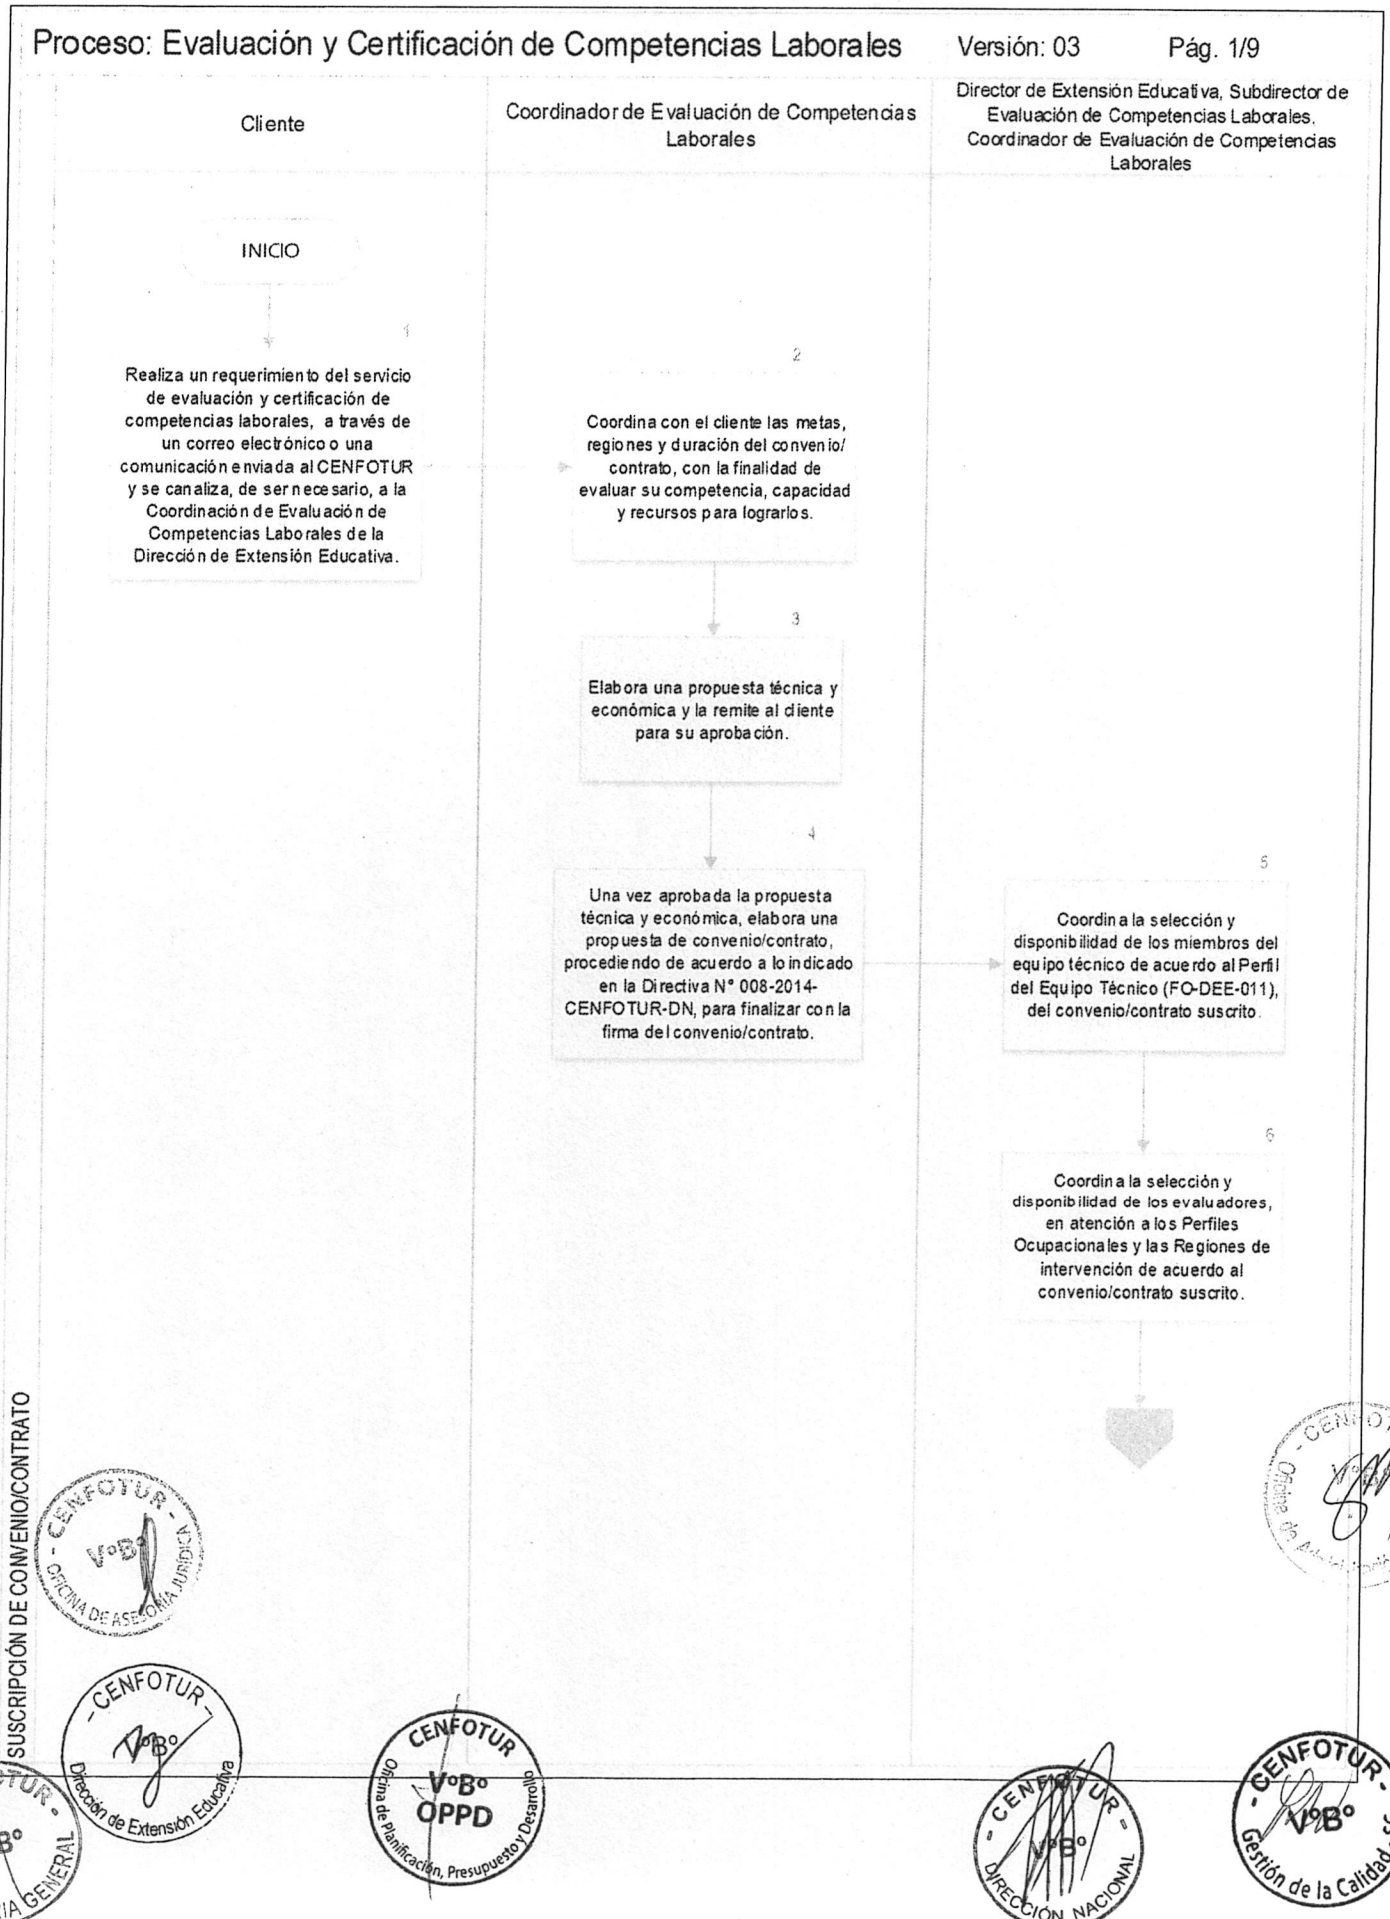 Proceso: Evaluación y Certificación de Competencias Laborales Versión: 03 Pág. 1/9
Cliente
Coordinador de Evaluación de Competencias
Laborales
Director de Extensión Educativa, Subdirector de
Evaluación de Competencias Laborales.
Coordinador de Evaluación de Competencias
Laborales
INICIO
1
Realiza un requerimiento del servicio
de evaluación y certificación de
competencias laborales, a través de
un correo electrónico o una
comunicación enviada al CENFOTUR
y se canaliza, de ser necesario, a la
Coordinación de Evaluación de
Competencias Laborales de la
Dirección de Extensión Educativa.
2
Coordina con el cliente las metas,
regiones y duración del convenio/
contrato, con la finalidad de
evaluar su competencia, capacidad
y recursos para lograrlos.
3
Elabora una propuesta técnica y
económica y la remite al cliente
para su aprobación.
4
Una vez aprobada la propuesta
técnica y económica, elabora una
propuesta de convenio/contrato,
procediendo de acuerdo a lo indicado
en la Directiva N° 008-2014-
CENFOTUR-DN, para finalizar con la
firma del convenio/contrato.
5
Coordina la selección y
disponibilidad de los miembros del
equipo técnico de acuerdo al Perfil
del Equipo Técnico (FO-DEE-011),
del convenio/contrato suscrito.
6
Coordina la selección y
disponibilidad de los evaluadores,
en atención a los Perfiles
Ocupacionales y las Regiones de
intervención de acuerdo al
convenio/contrato suscrito.
SUSCRIPCIÓN DE CONVENIO/CONTRATO
- CENFOTUR -
V°B°
OFICINA DE ASESORÍA JURÍDICA
- CENFOTUR -
V°B°
Dirección de Extensión Educativa
CENFOTUR
V°B°
OPPD
Oficina de Planificación, Presupuesto y Desarrollo
- CENFOTUR -
V°B°
DIRECCIÓN NACIONAL
- CENFOTUR -
V°B°
Gestión de la Calidad
- CENFOT
V°B°
Oficina de
GENERAL